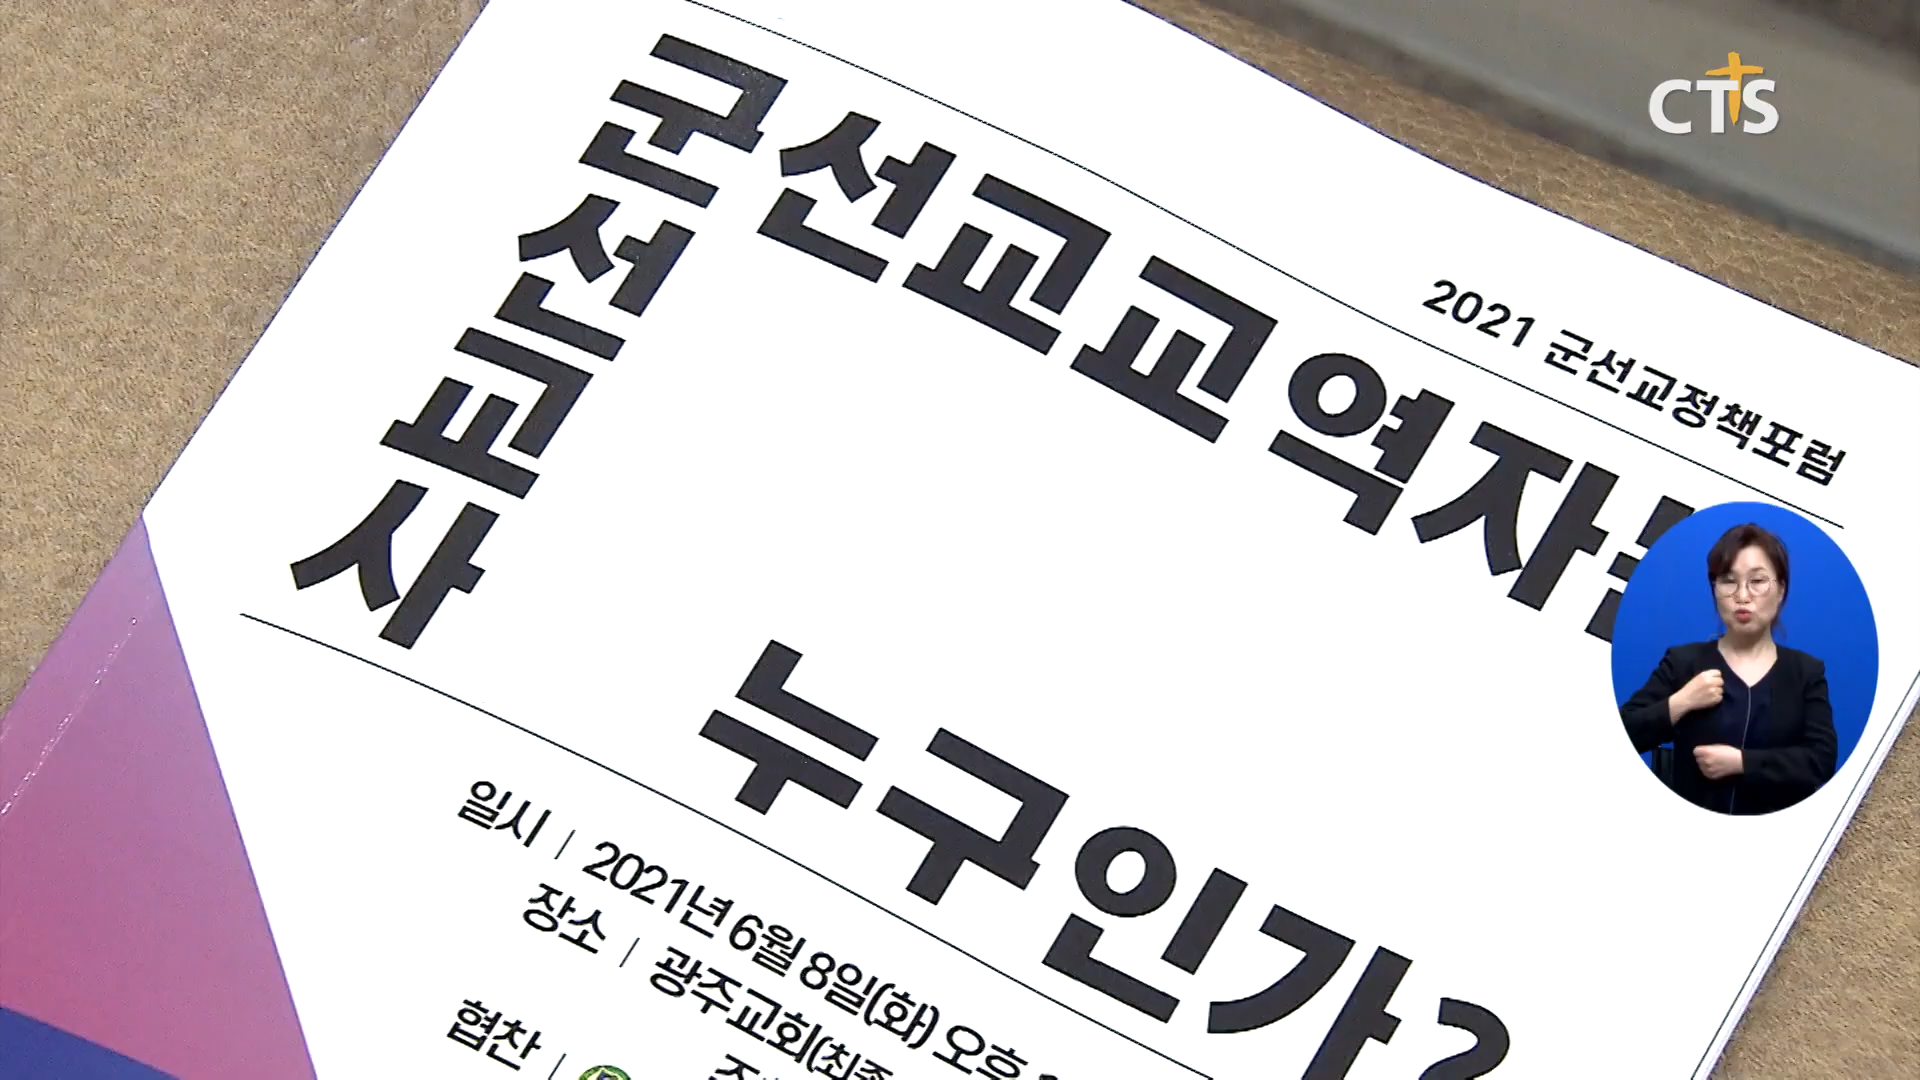 CTS
2021 군선교정책포럼
군선교교역자는
군선교사
누구인가?
일시 | 2021년 6월 8일(화) 오후
장소 | 광주교회(최종
협찬 |